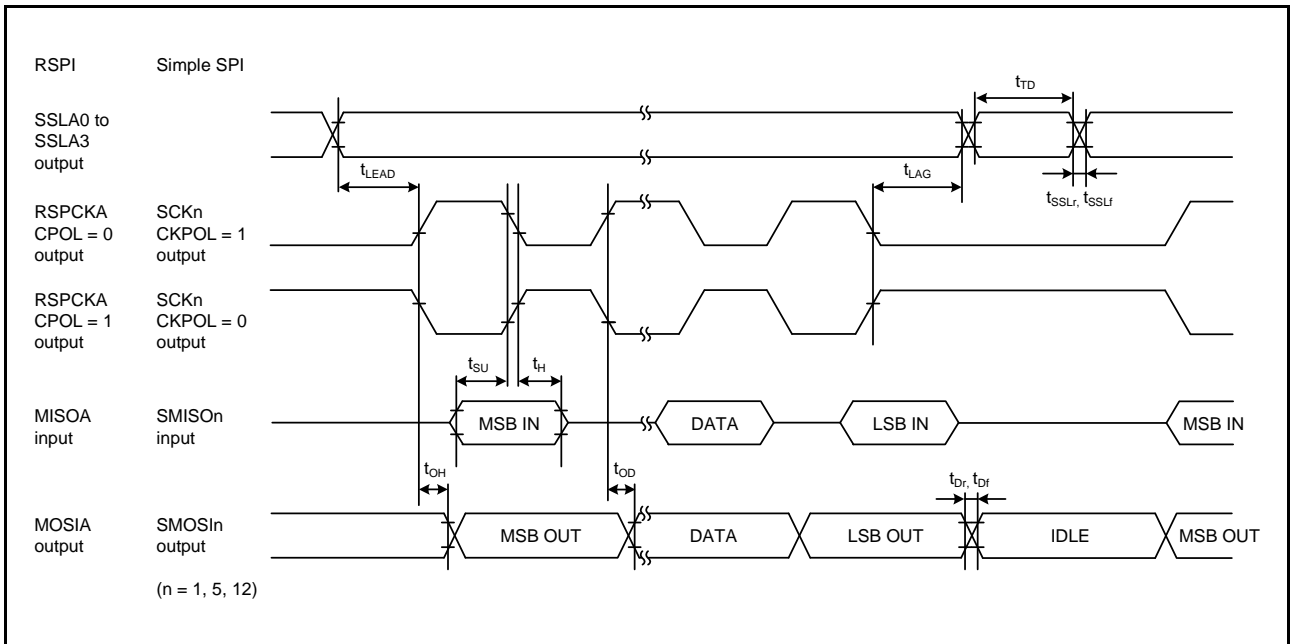 RSPI Simple SPI
SSLA0 to
SSLA3
output
tTD
tLEAD
tLAG
tSSLr, tSSLf
RSPCKA SCKn
CPOL = 0 CKPOL = 1
output output
RSPCKA SCKn
CPOL = 1 CKPOL = 0
output output
tSU tH
MISOA SMISOn
input input
MSB IN DATA LSB IN MSB IN
tOH tOD tDr, tDf
MOSIA SMOSIn
output output
MSB OUT DATA LSB OUT IDLE MSB OUT
(n = 1, 5, 12)